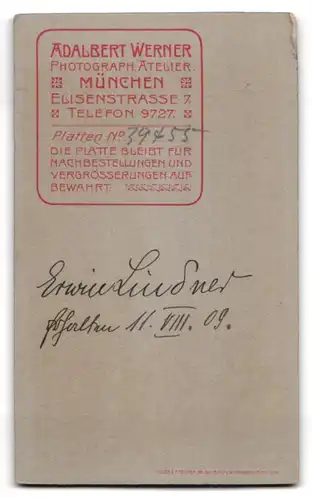 ADALBERT WERNER
PHOTOGRAPH. ATELIER.
MÜNCHEN
ELISENSTRASSE 7.
TELEFON 9727.
Platten No 39455
DIE PLATTE BLEIBT FÜR
NACHBESTELLUNGEN UND
VERGRÖSSERUNGEN AUF-
BEWAHRT.
Erwin Lindner
erhalten 11. VIII. 09.